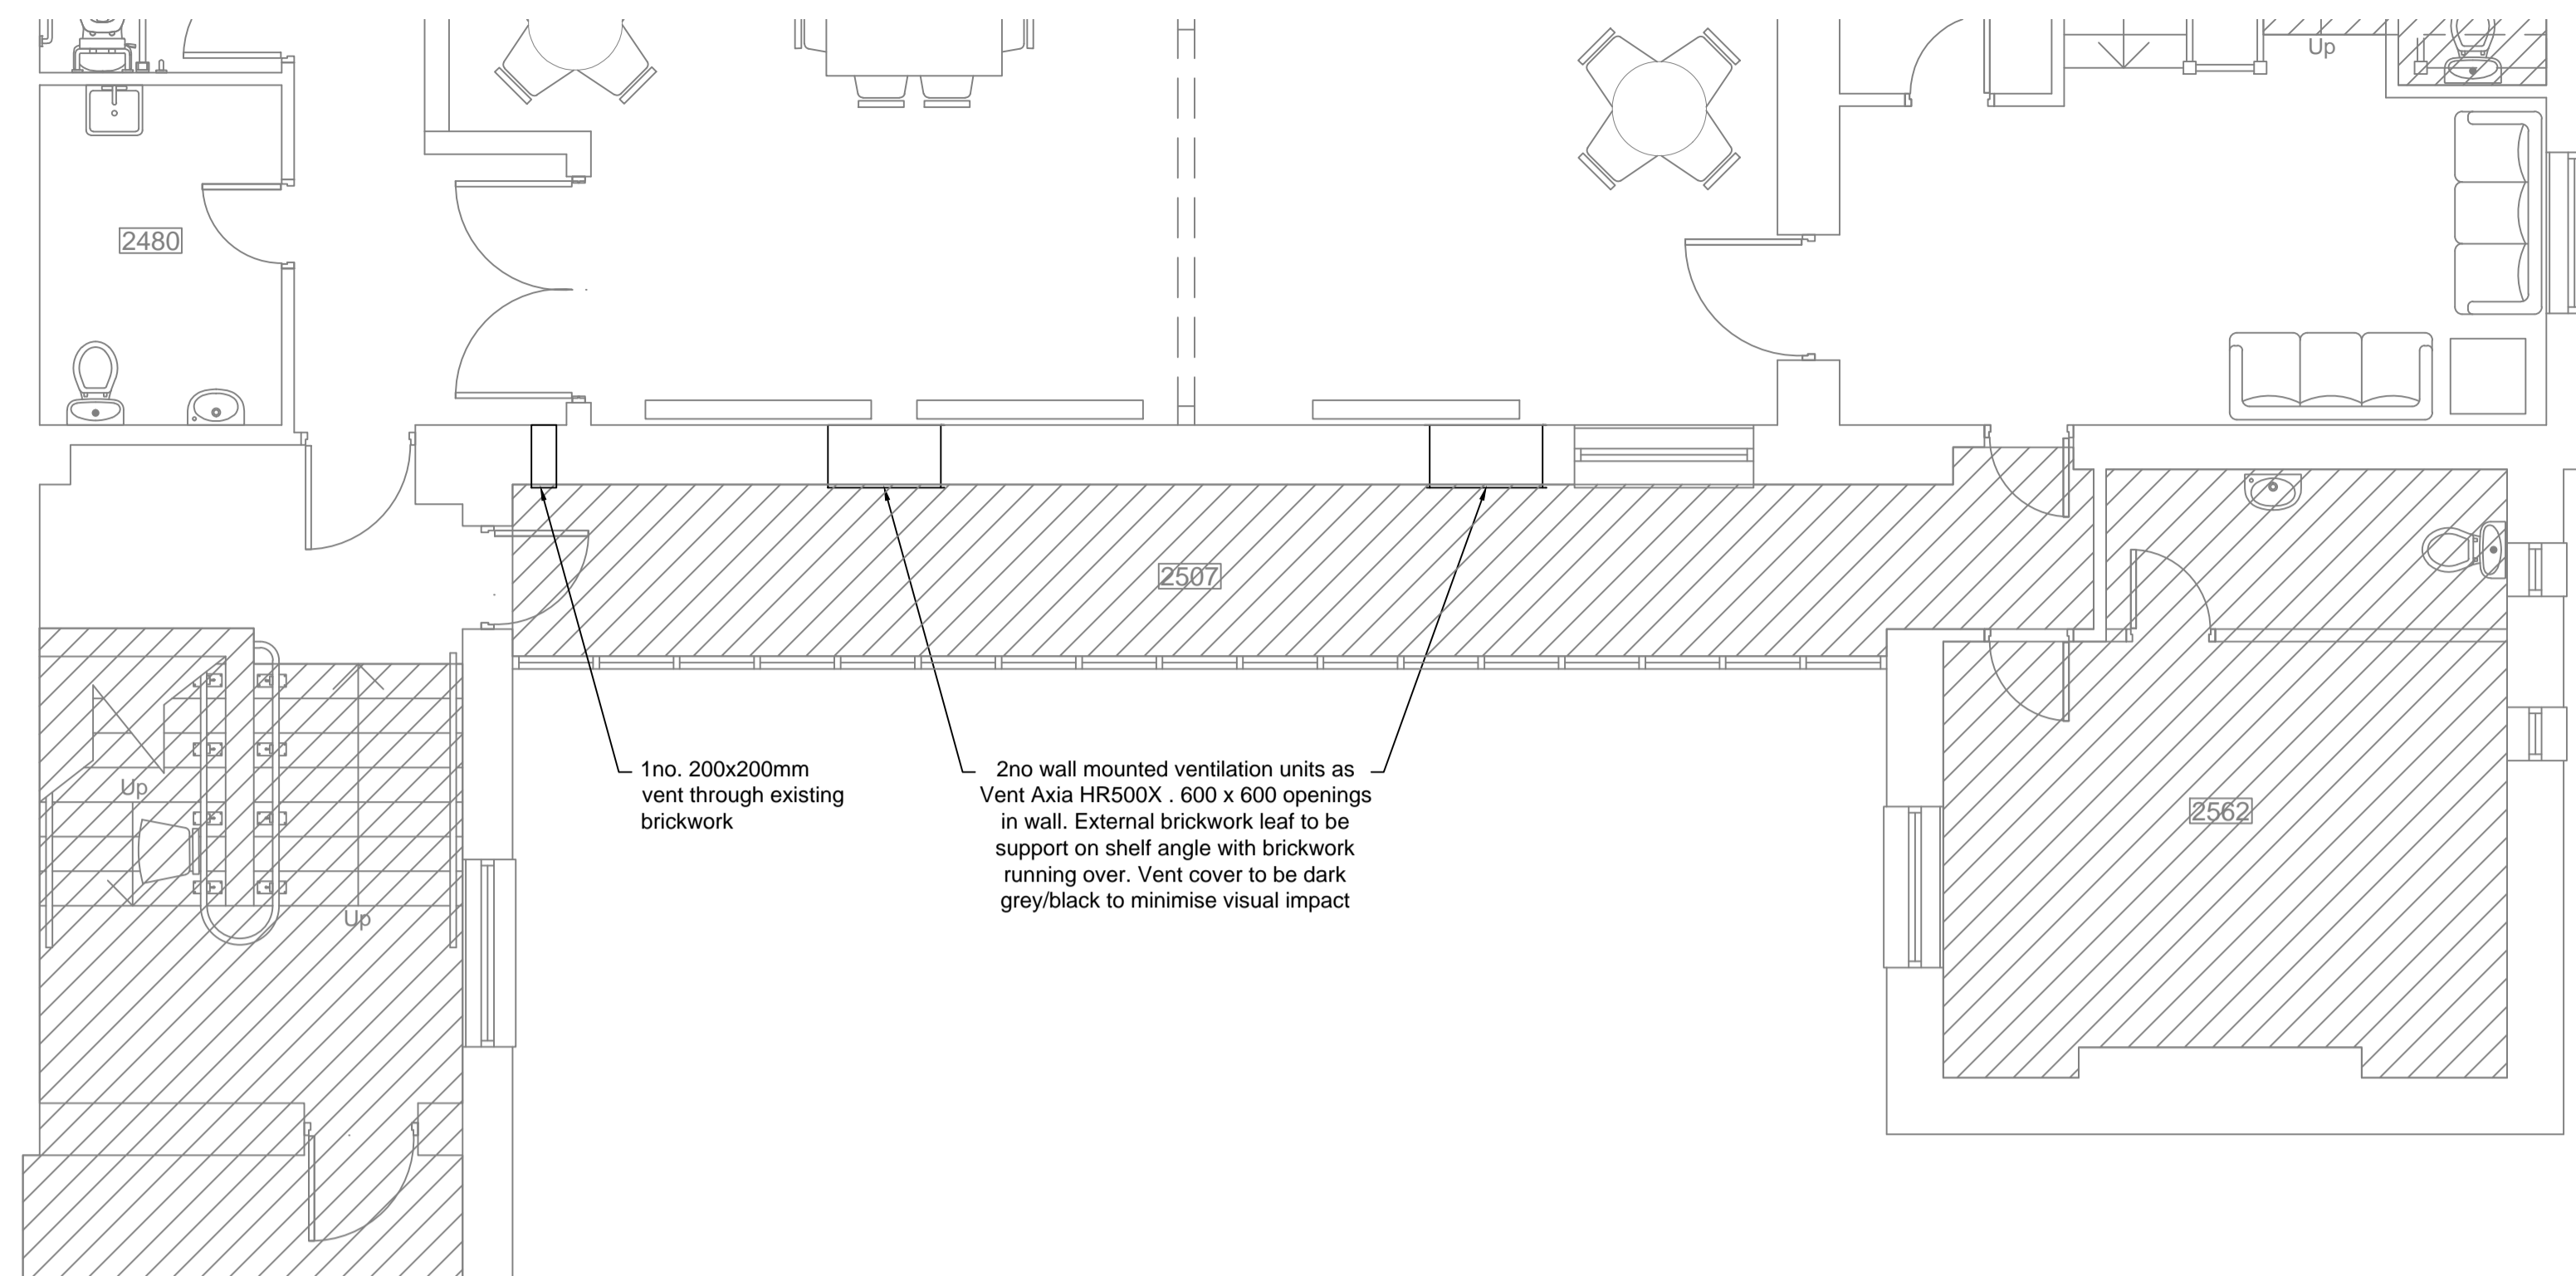 Up
2480
2507
1no. 200x200mm
vent through existing
brickwork
2no wall mounted ventilation units as
Vent Axia HR500X . 600 x 600 openings
in wall. External brickwork leaf to be
support on shelf angle with brickwork
running over. Vent cover to be dark
grey/black to minimise visual impact
Up
2562
Up